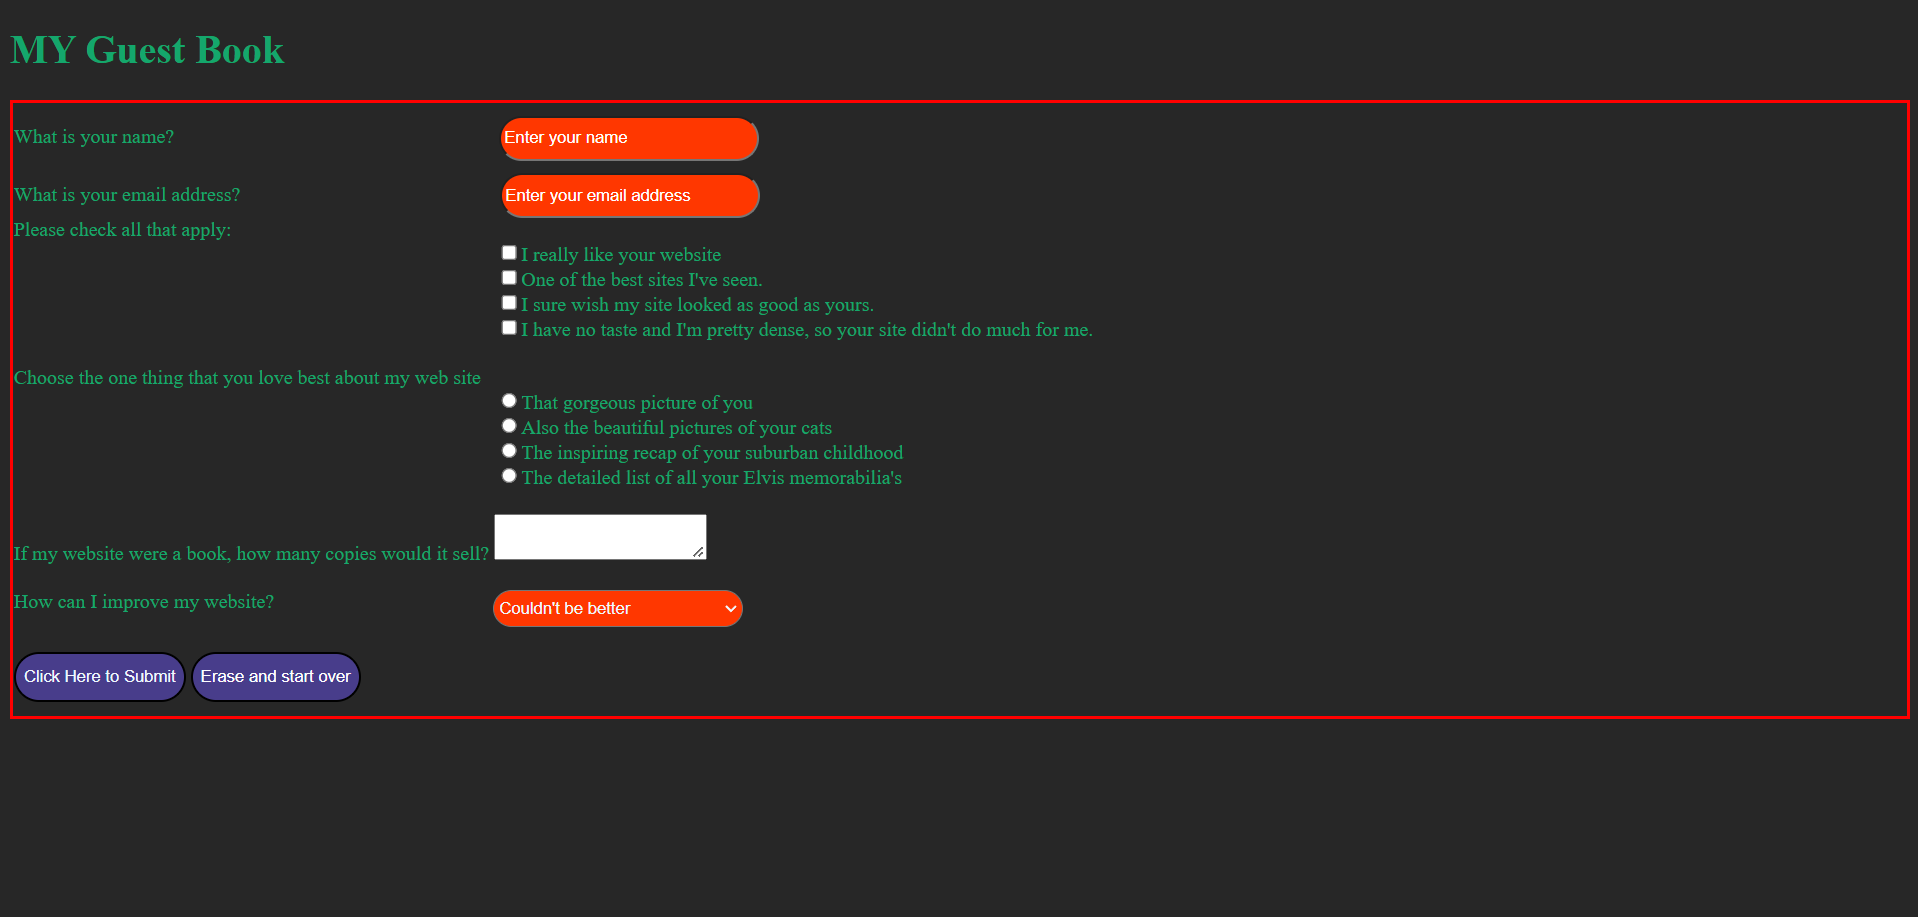 MY Guest Book
What is your name? Enter your name
What is your email address? Enter your email address
Please check all that apply:
I really like your website
One of the best sites I've seen.
I sure wish my site looked as good as yours.
I have no taste and I'm pretty dense, so your site didn't do much for me.
Choose the one thing that you love best about my web site
That gorgeous picture of you
Also the beautiful pictures of your cats
The inspiring recap of your suburban childhood
The detailed list of all your Elvis memorabilia's
If my website were a book, how many copies would it sell?
How can I improve my website? Couldn't be better
Click Here to Submit Erase and start over